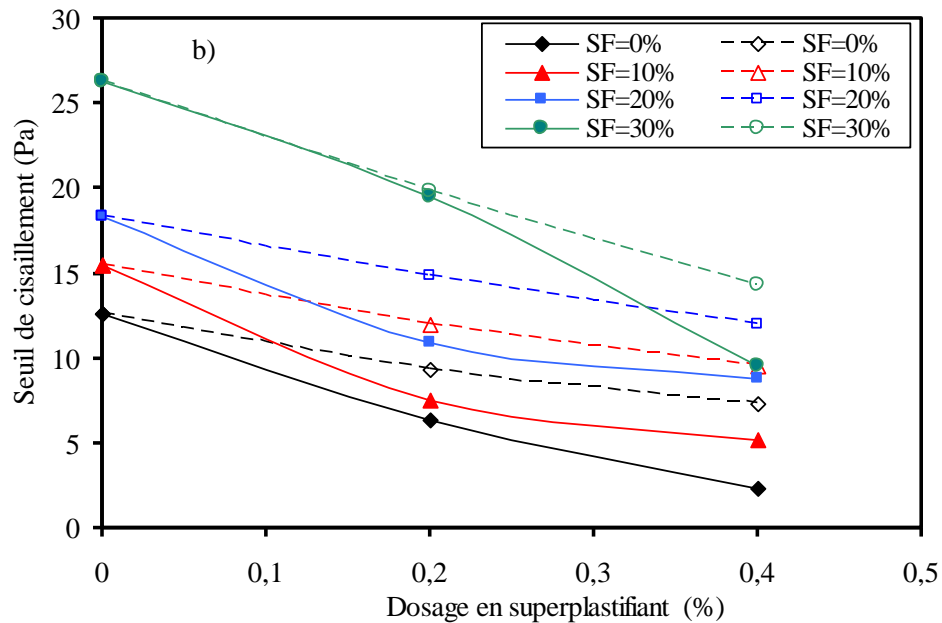 30
b)
SF=0% SF=0%
SF=10% SF=10%
25
SF=20% SF=20%
SF=30% SF=30%
20
15
10
5
0
Seuil de cisaillement (Pa)
0 0,1 0,2 0,3 0,4 0,5
Dosage en superplastifiant (%)